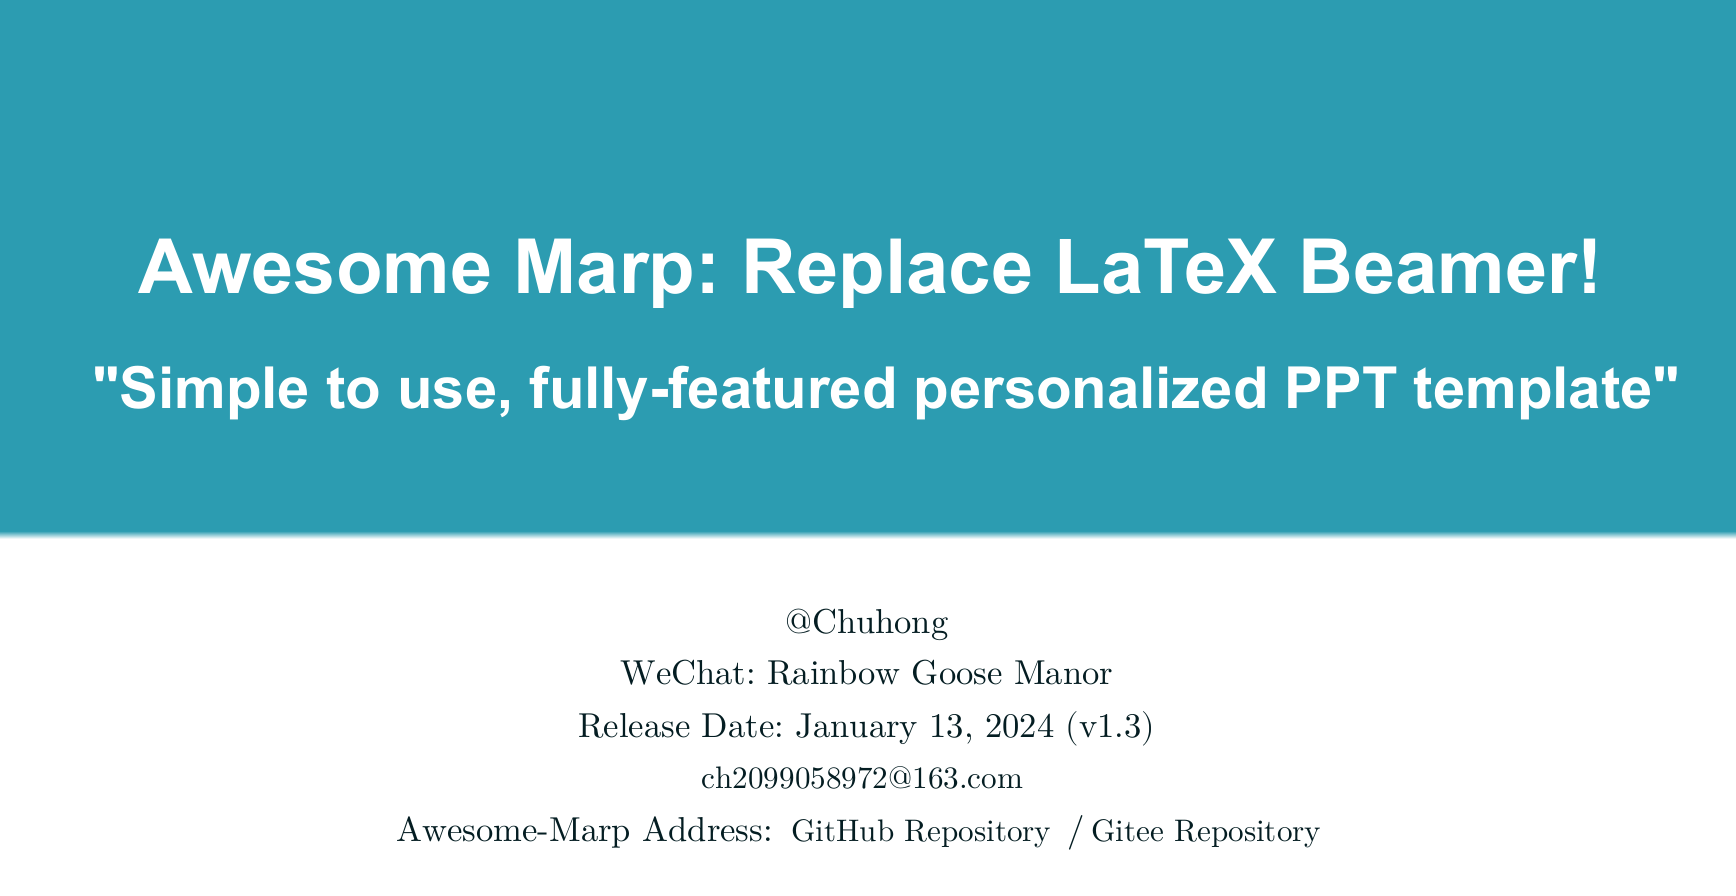 Awesome Marp: Replace LaTeX Beamer!
"Simple to use, fully-featured personalized PPT template"
@Chuhong
WeChat: Rainbow Goose Manor
Release Date: January 13, 2024 (v1.3)
ch2099058972@163.com
Awesome-Marp Address: GitHub Repository / Gitee Repository